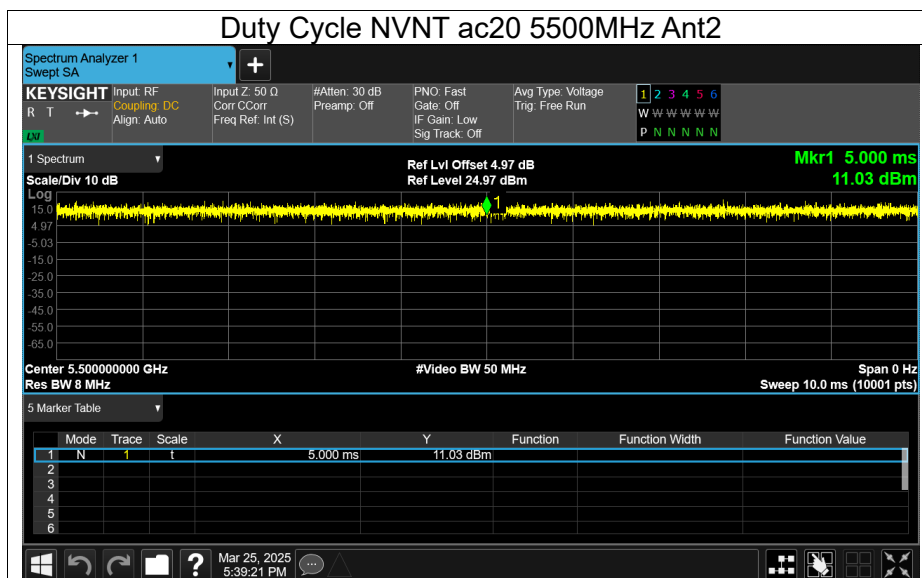 Duty Cycle NVNT ac20 5500MHz Ant2
Spectrum Analyzer 1
Swept SA
KEYSIGHT Input: RF Input Z: 50 Ω #Atten: 30 dB PNO: Fast Avg Type: Voltage 1 2 3 4 5 6
R T Coupling: DC Corr CCorr Preamp: Off Gate: Off Trig: Free Run W W W W W W
Align: Auto Freq Ref: Int (S) IF Gain: Low P N N N N N
LXI Sig Track: Off
1 Spectrum Ref Lvl Offset 4.97 dB Mkr1 5.000 ms
Scale/Div 10 dB Ref Level 24.97 dBm 11.03 dBm
Log
1
15.0
4.97
-5.03
-15.0
-25.0
-35.0
-45.0
-55.0
-65.0
Center 5.500000000 GHz #Video BW 50 MHz Span 0 Hz
Res BW 8 MHz Sweep 10.0 ms (10001 pts)
5 Marker Table
Mode Trace Scale X Y Function Function Width Function Value
1 N 1 t 5.000 ms 11.03 dBm
2
3
4
5
6
? Mar 25, 2025
5:39:21 PM